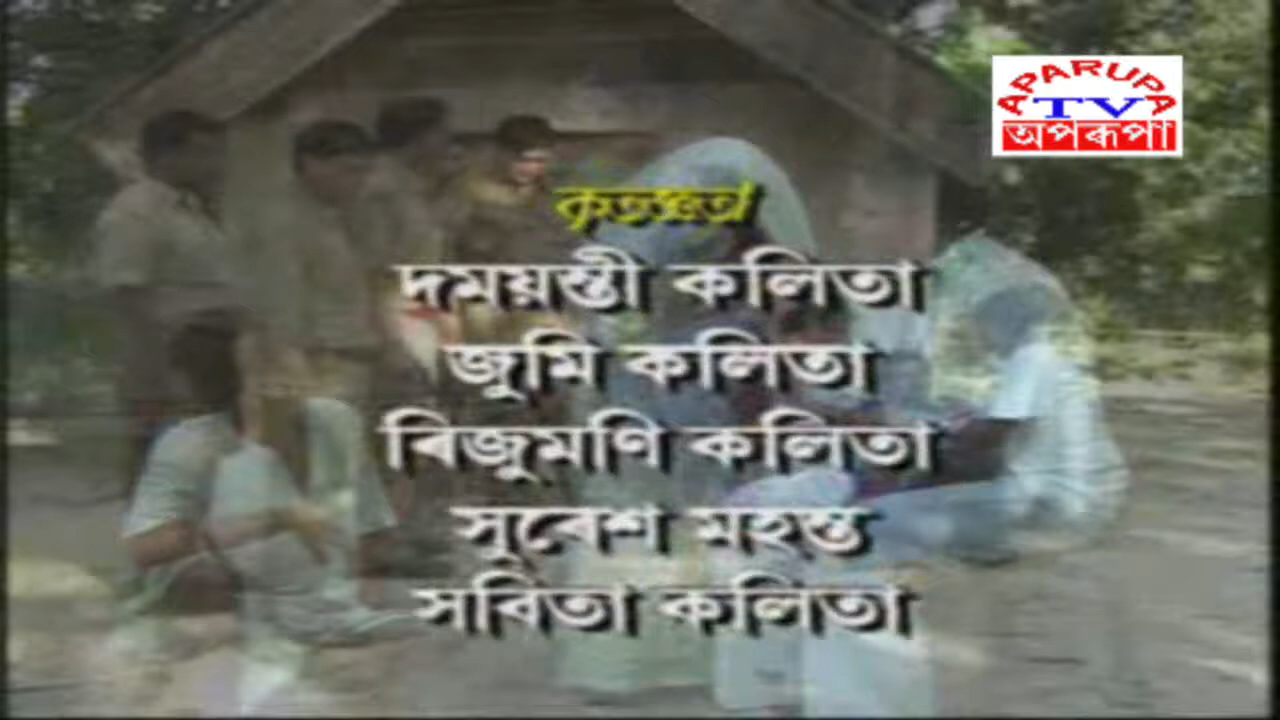 APARUPA
TV
অপৰূপা
কৃতজ্ঞতা
দময়ন্তী কলিতা
জুমি কলিতা
ৰিজুমণি কলিতা
সুৰেশ মহন্ত
সবিতা কলিতা